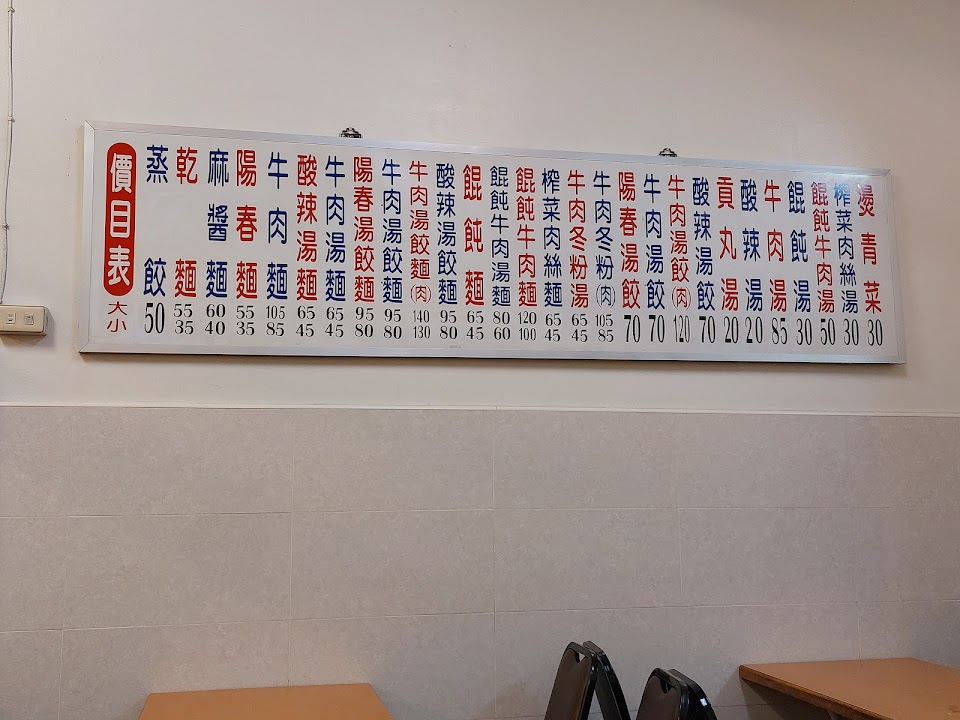 價目表 大 小
蒸餃 50
乾麵 55 35
麻醬麵 60 40
陽春麵 55 35
牛肉麵 105 85
酸辣湯麵 65 45
牛肉湯麵 65 45
陽春湯餃麵 95 80
牛肉湯餃麵 95 80
牛肉湯餃麵(肉) 140 130
酸辣湯餃麵 95 80
餛飩麵 65 45
餛飩牛肉湯麵 80 60
餛飩牛肉麵 120 100
榨菜肉絲麵 65 45
牛肉冬粉湯 65 45
牛肉冬粉(肉) 105 85
陽春湯餃 70
牛肉湯餃 70
牛肉湯餃(肉) 120
酸辣湯餃 70
貢丸湯 20
酸辣湯 20
牛肉湯 85
餛飩湯 30
餛飩牛肉湯 50
榨菜肉絲湯 30
燙青菜 30